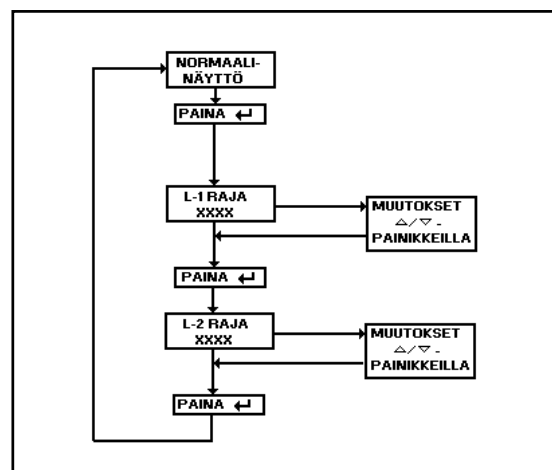 NORMAALI-
NÄYTTÖ
PAINA ↵
L-1 RAJA
XXXX
MUUTOKSET
△/▽ -
PAINIKKEILLA
PAINA ↵
L-2 RAJA
XXXX
MUUTOKSET
△/▽ -
PAINIKKEILLA
PAINA ↵